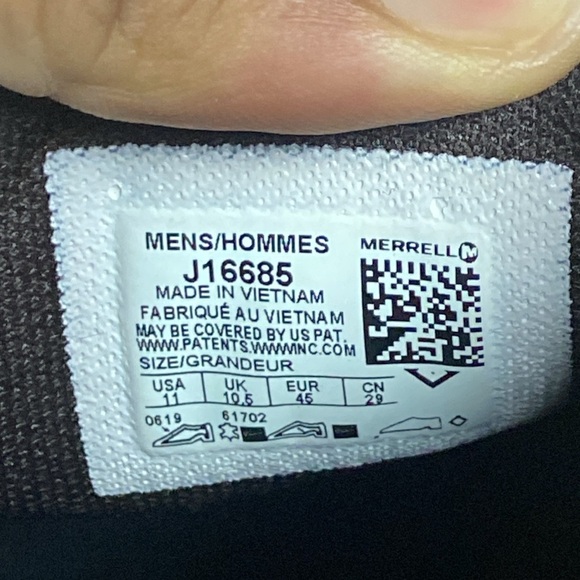 MENS/HOMMES
J16685
MERRELL
MADE IN VIETNAM
FABRIQUÉ AU VIETNAM
MAY BE COVERED BY US PAT.
WWW.PATENTS.WWWINC.COM
SIZE/GRANDEUR
USA UK EUR CN
11 10.5 45 29
0619 61702